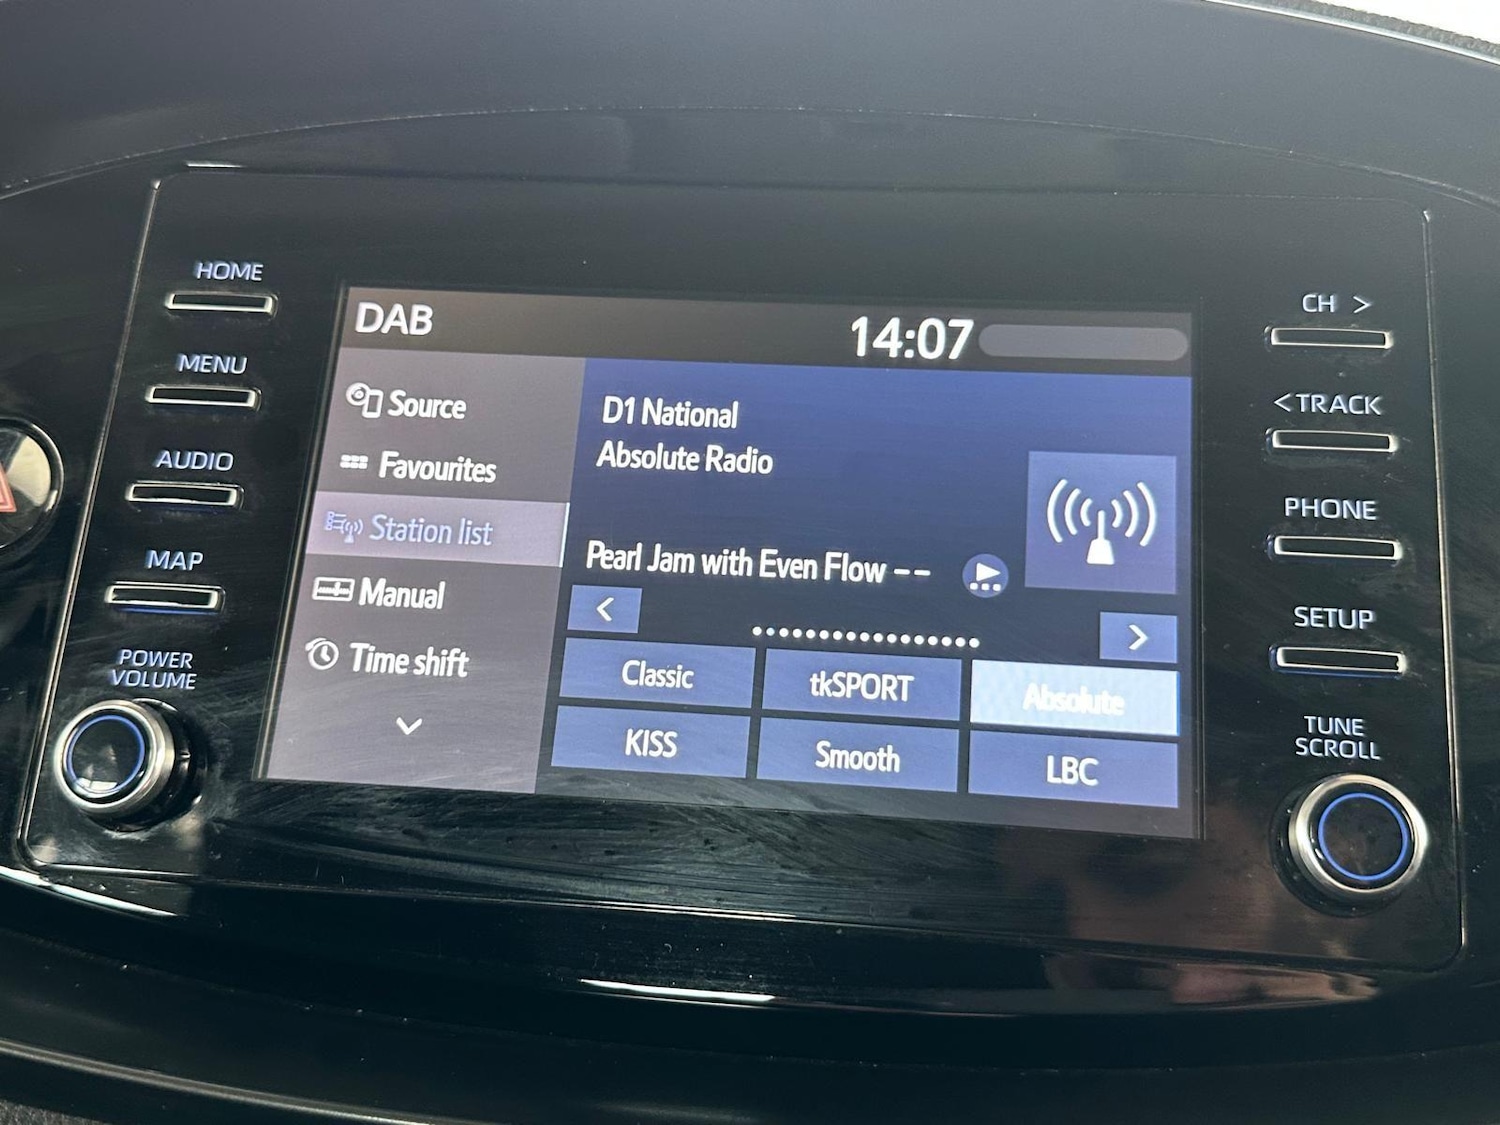 HOME
MENU
AUDIO
MAP
POWER
VOLUME
DAB
14:07
Source
Favourites
Station list
Manual
Time shift
D1 National
Absolute Radio
Pearl Jam with Even Flow --
<
>
Classic
tkSPORT
Absolute
KISS
Smooth
LBC
CH >
<TRACK
PHONE
SETUP
TUNE
SCROLL